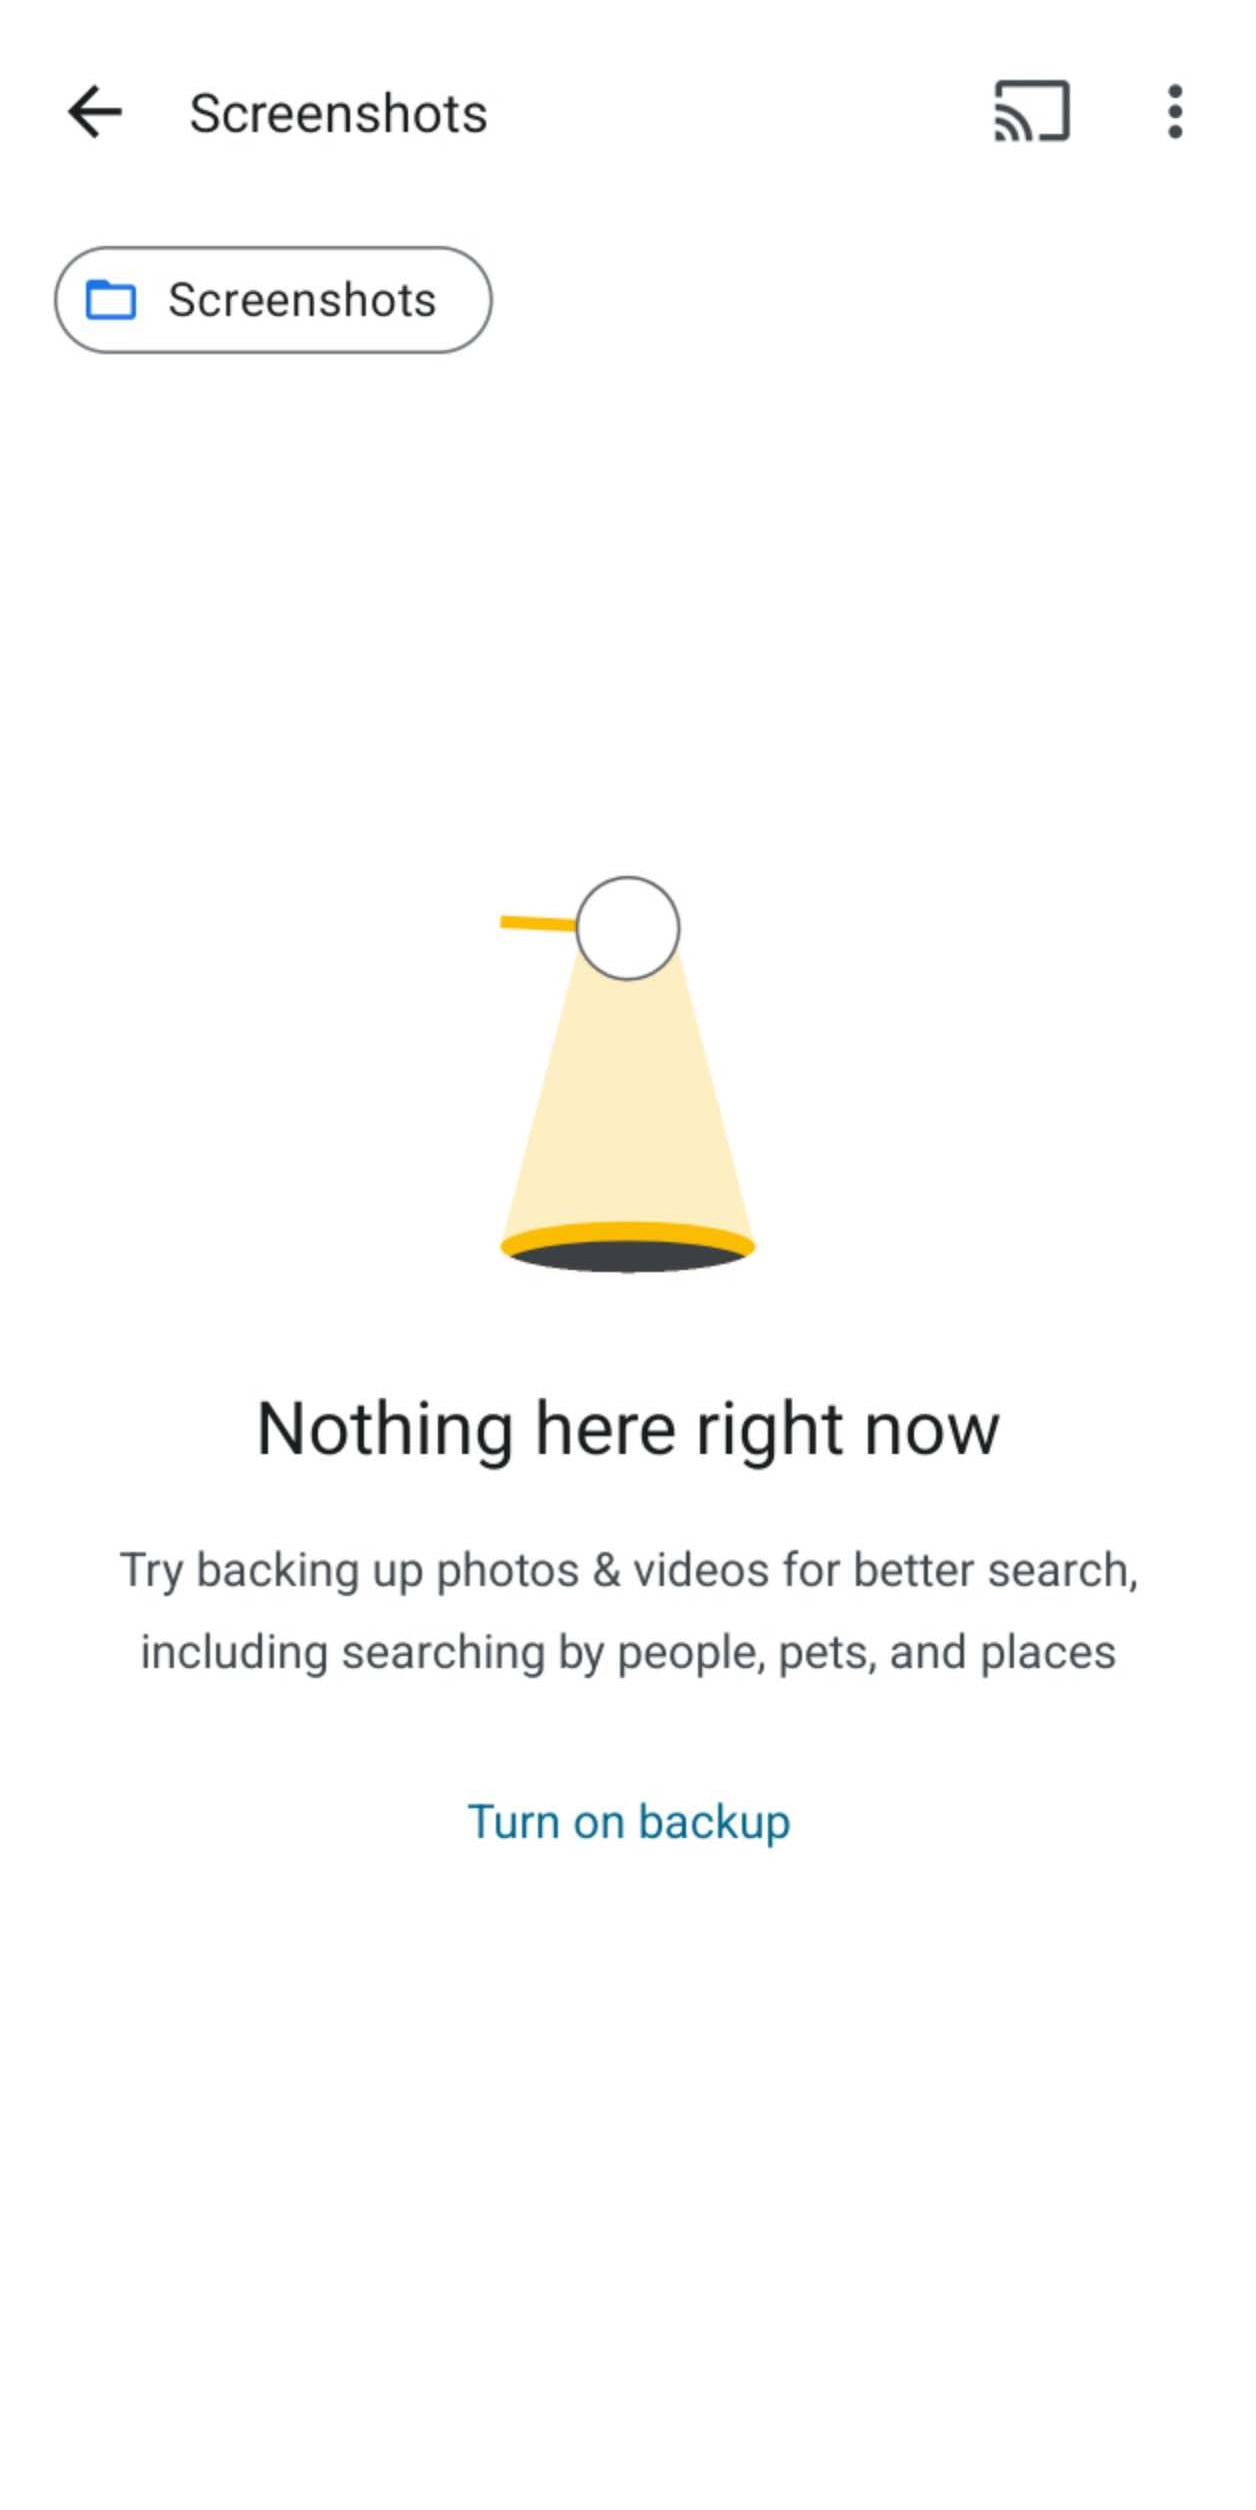 Screenshots
Screenshots
Nothing here right now
Try backing up photos & videos for better search,
including searching by people, pets, and places
Turn on backup